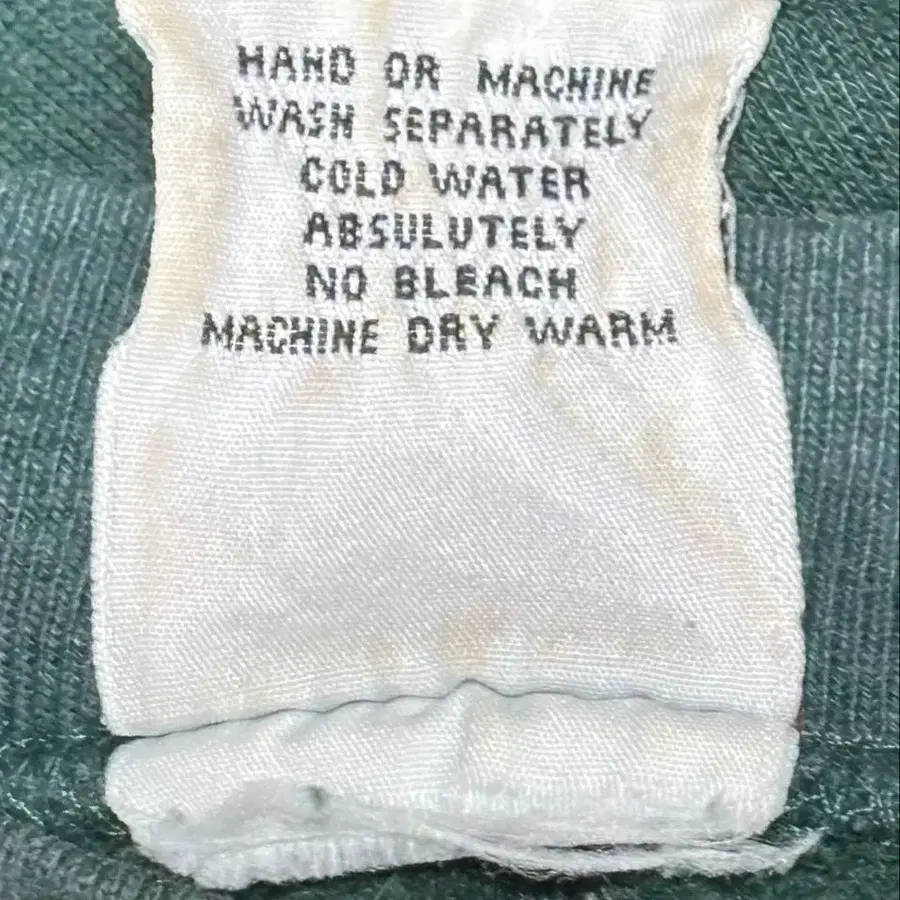 HAND OR MACHINE
WASH SEPARATELY
COLD WATER
ABSULUTELY
NO BLEACH
MACHINE DRY WARM